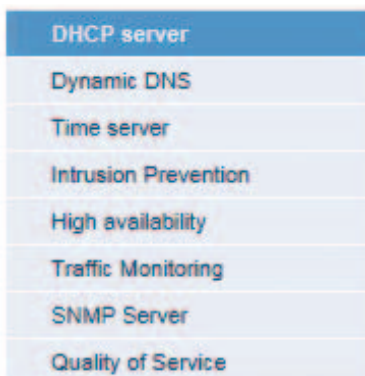 DHCP server
Dynamic DNS
Time server
Intrusion Prevention
High availability
Traffic Monitoring
SNMP Server
Quality of Service